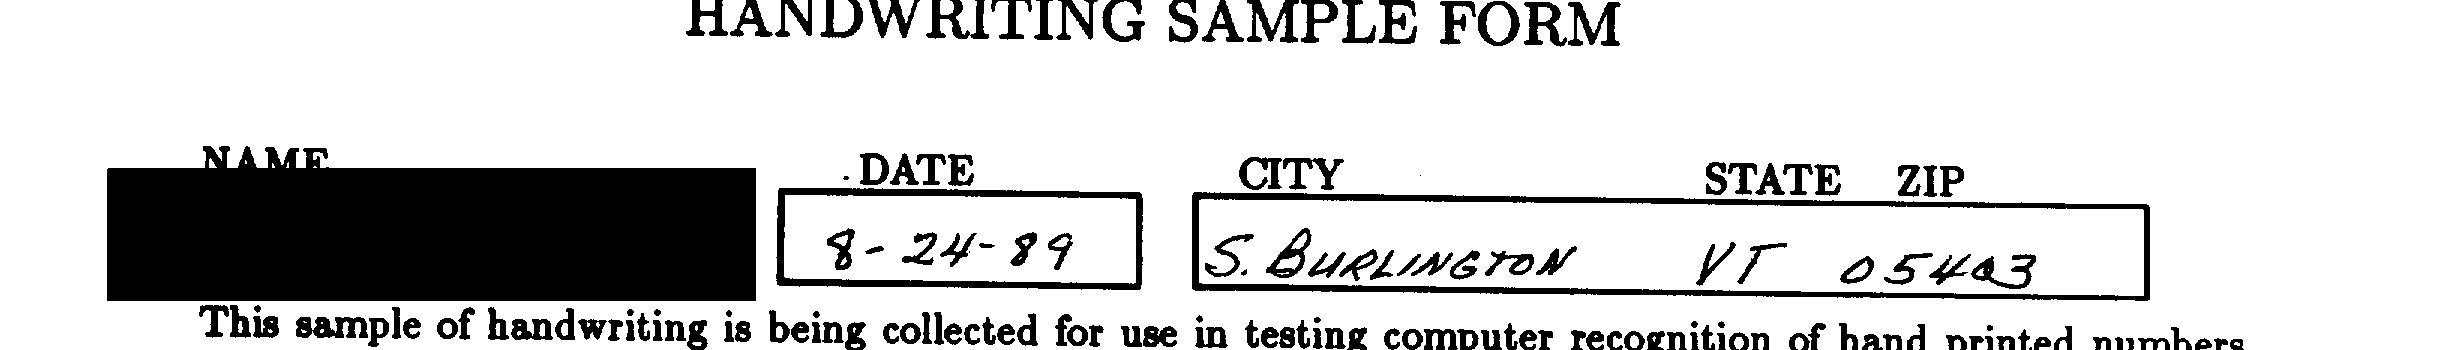 HANDWRITING SAMPLE FORM
NAME DATE CITY STATE ZIP
8-24-89 S. BURLINGTON VT 05403
This sample of handwriting is being collected for use in testing computer recognition of hand printed numbers